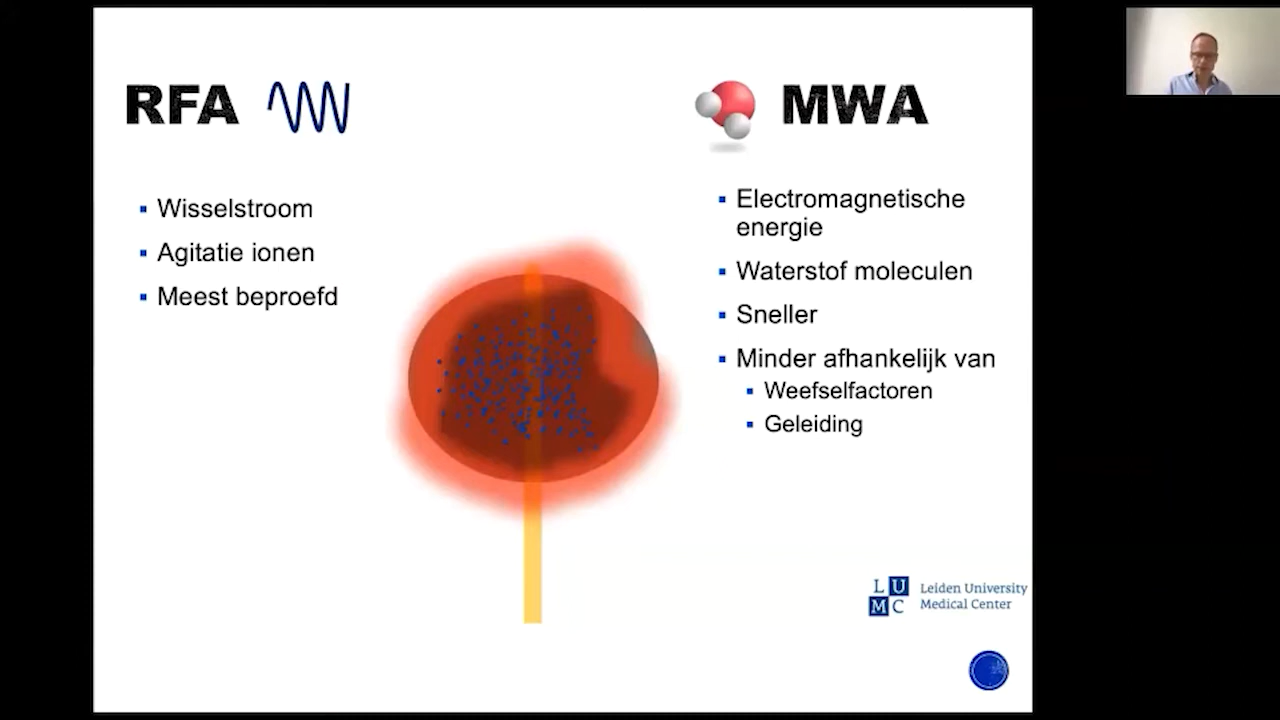 RFA
Wisselstroom
Agitatie ionen
Meest beproefd
MWA
Electromagnetische
energie
Waterstof moleculen
Sneller
Minder afhankelijk van
Weefselfactoren
Geleiding
L U
M C
Leiden University
Medical Center